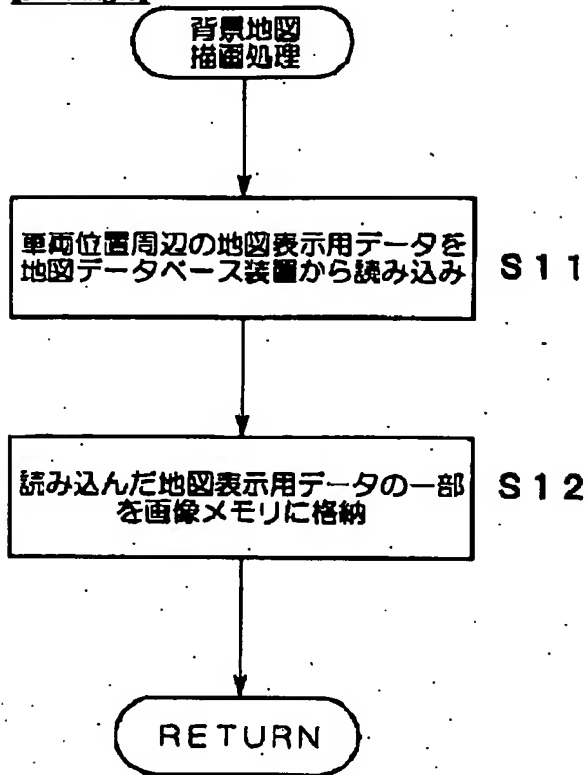 背景地図
描画処理
車両位置周辺の地図表示用データを
地図データベース装置から読み込み
S11
読み込んだ地図表示用データの一部
を画像メモリに格納
S12
RETURN